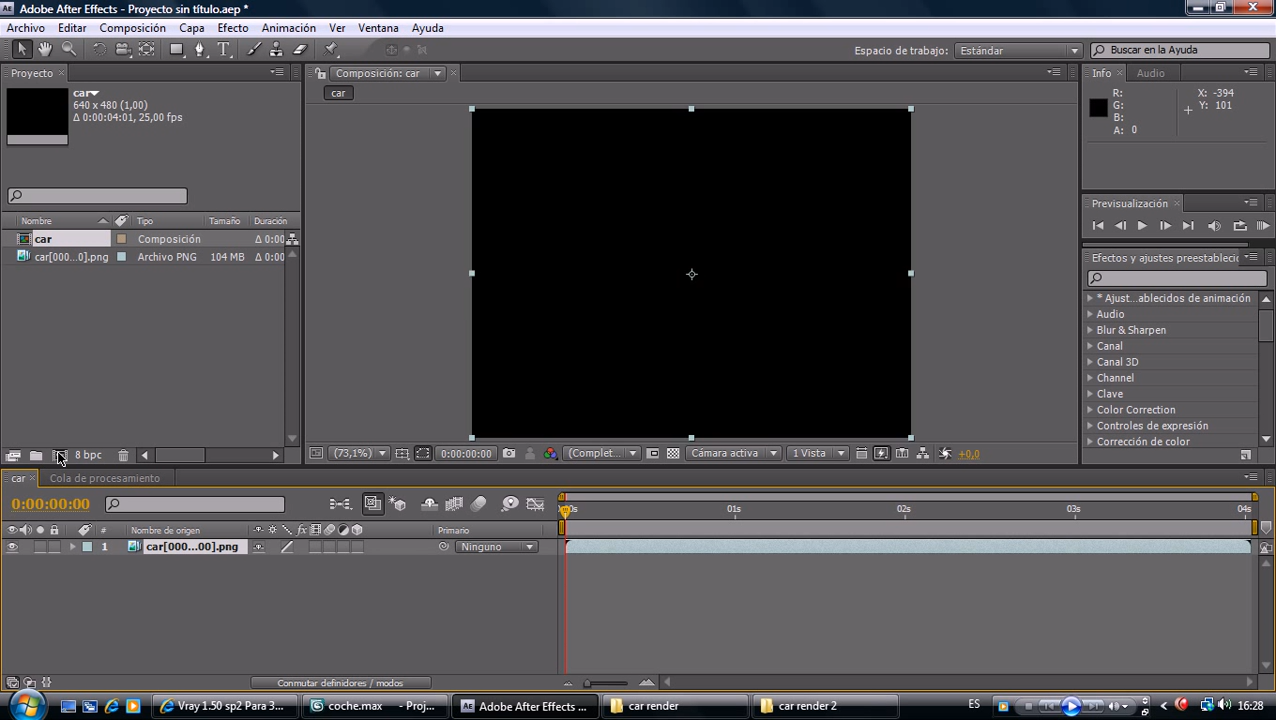 Adobe After Effects - Proyecto sin título.aep *
Archivo Editar Composición Capa Efecto Animación Ver Ventana Ayuda
Espacio de trabajo: Estándar Buscar en la Ayuda
Proyecto
Composición: car
Info Audio
car
640 x 480 (1,00)
Δ 0:00:04:01, 25,00 fps
car
R:
G:
B:
A: 0
X: -394
Y: 101
Previsualización
Nombre Tipo Tamaño Duración
car Composición Δ 0:00
car[000...0].png Archivo PNG 104 MB Δ 0:00
Efectos y ajustes preestablecic
* Ajust...ablecidos de animación
Audio
Blur & Sharpen
Canal
Canal 3D
Channel
Clave
Color Correction
Controles de expresión
Corrección de color
8 bpc
(73,1%) 0:00:00:00 (Complet... Cámara activa 1 Vista +0,0
car Cola de procesamiento
0:00:00:00
:00s 01s 02s 03s 04s
# Nombre de origen Primario
1 car[000...00].png Ninguno
Conmutar definidores / modos
Vray 1.50 sp2 Para 3... coche.max - Proj... Adobe After Effects ... car render car render 2 ES 16:28